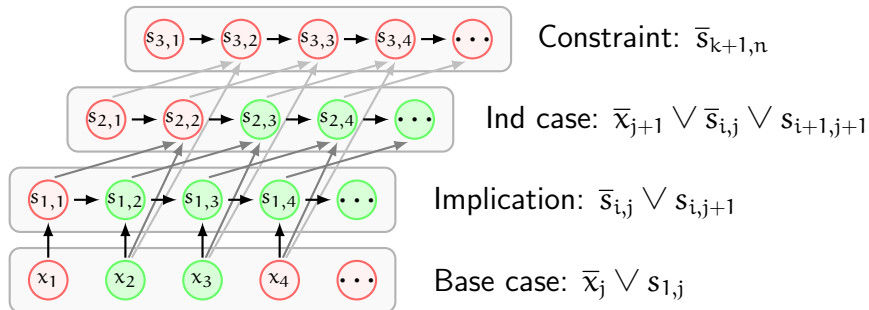 s₃,₁ s₃,₂ s₃,₃ s₃,₄ ··· Constraint: s̅ₖ₊₁,ₙ
s₂,₁ s₂,₂ s₂,₃ s₂,₄ ··· Ind case: x̅ⱼ₊₁ ∨ s̅ᵢ,ⱼ ∨ sᵢ₊₁,ⱼ₊₁
s₁,₁ s₁,₂ s₁,₃ s₁,₄ ··· Implication: s̅ᵢ,ⱼ ∨ sᵢ,ⱼ₊₁
x₁ x₂ x₃ x₄ ··· Base case: x̅ⱼ ∨ s₁,ⱼ